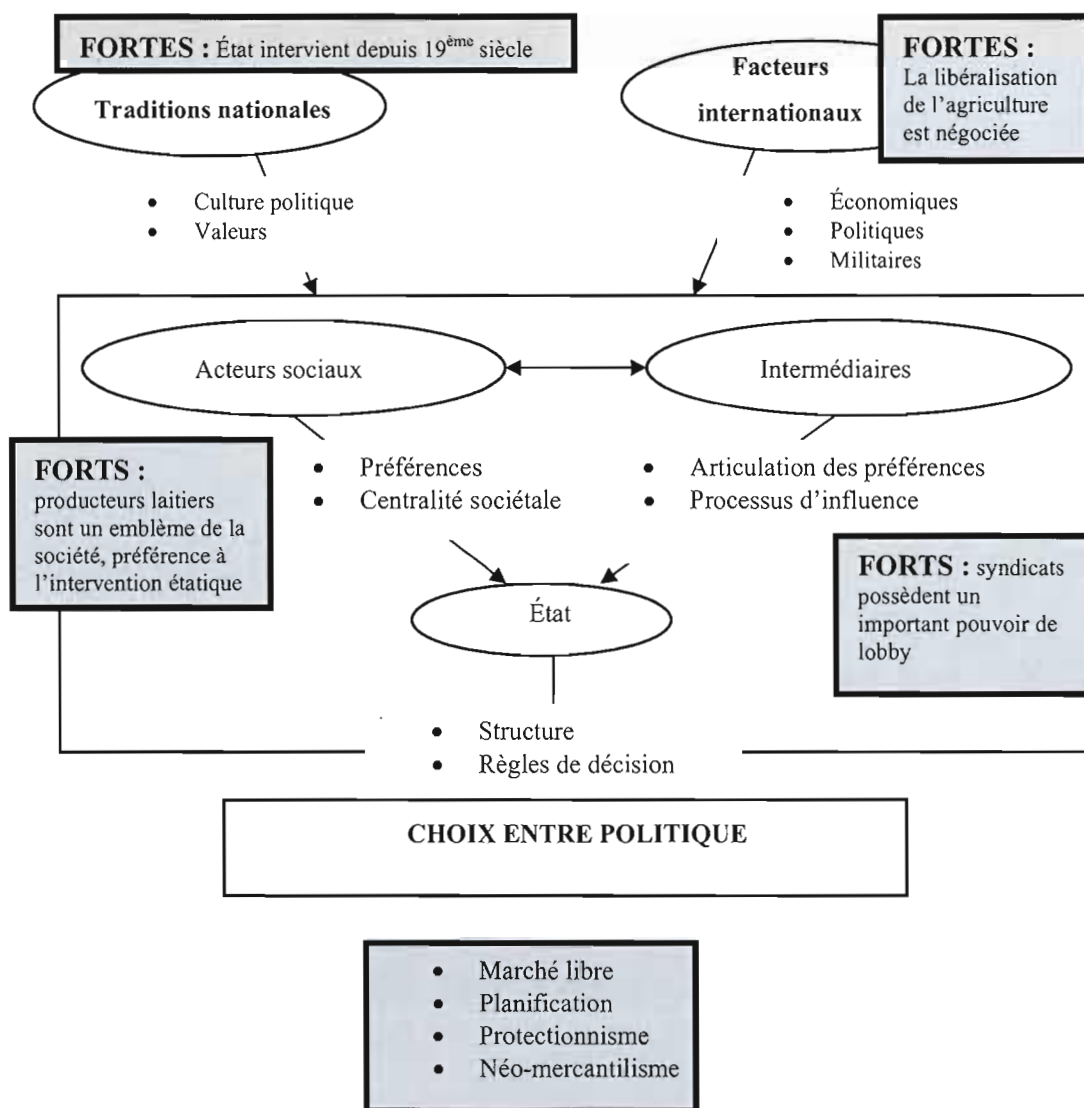 FORTES : État intervient depuis 19ème siècle
Traditions nationales
Facteurs
internationaux
FORTES :
La libéralisation
de l'agriculture
est négociée
• Culture politique
• Valeurs
• Économiques
• Politiques
• Militaires
Acteurs sociaux
Intermédiaires
FORTS :
producteurs laitiers
sont un emblème de la
société, préférence à
l'intervention étatique
• Préférences
• Centralité sociétale
• Articulation des préférences
• Processus d'influence
FORTS : syndicats
possèdent un
important pouvoir de
lobby
État
• Structure
• Règles de décision
CHOIX ENTRE POLITIQUE
• Marché libre
• Planification
• Protectionnisme
• Néo-mercantilisme